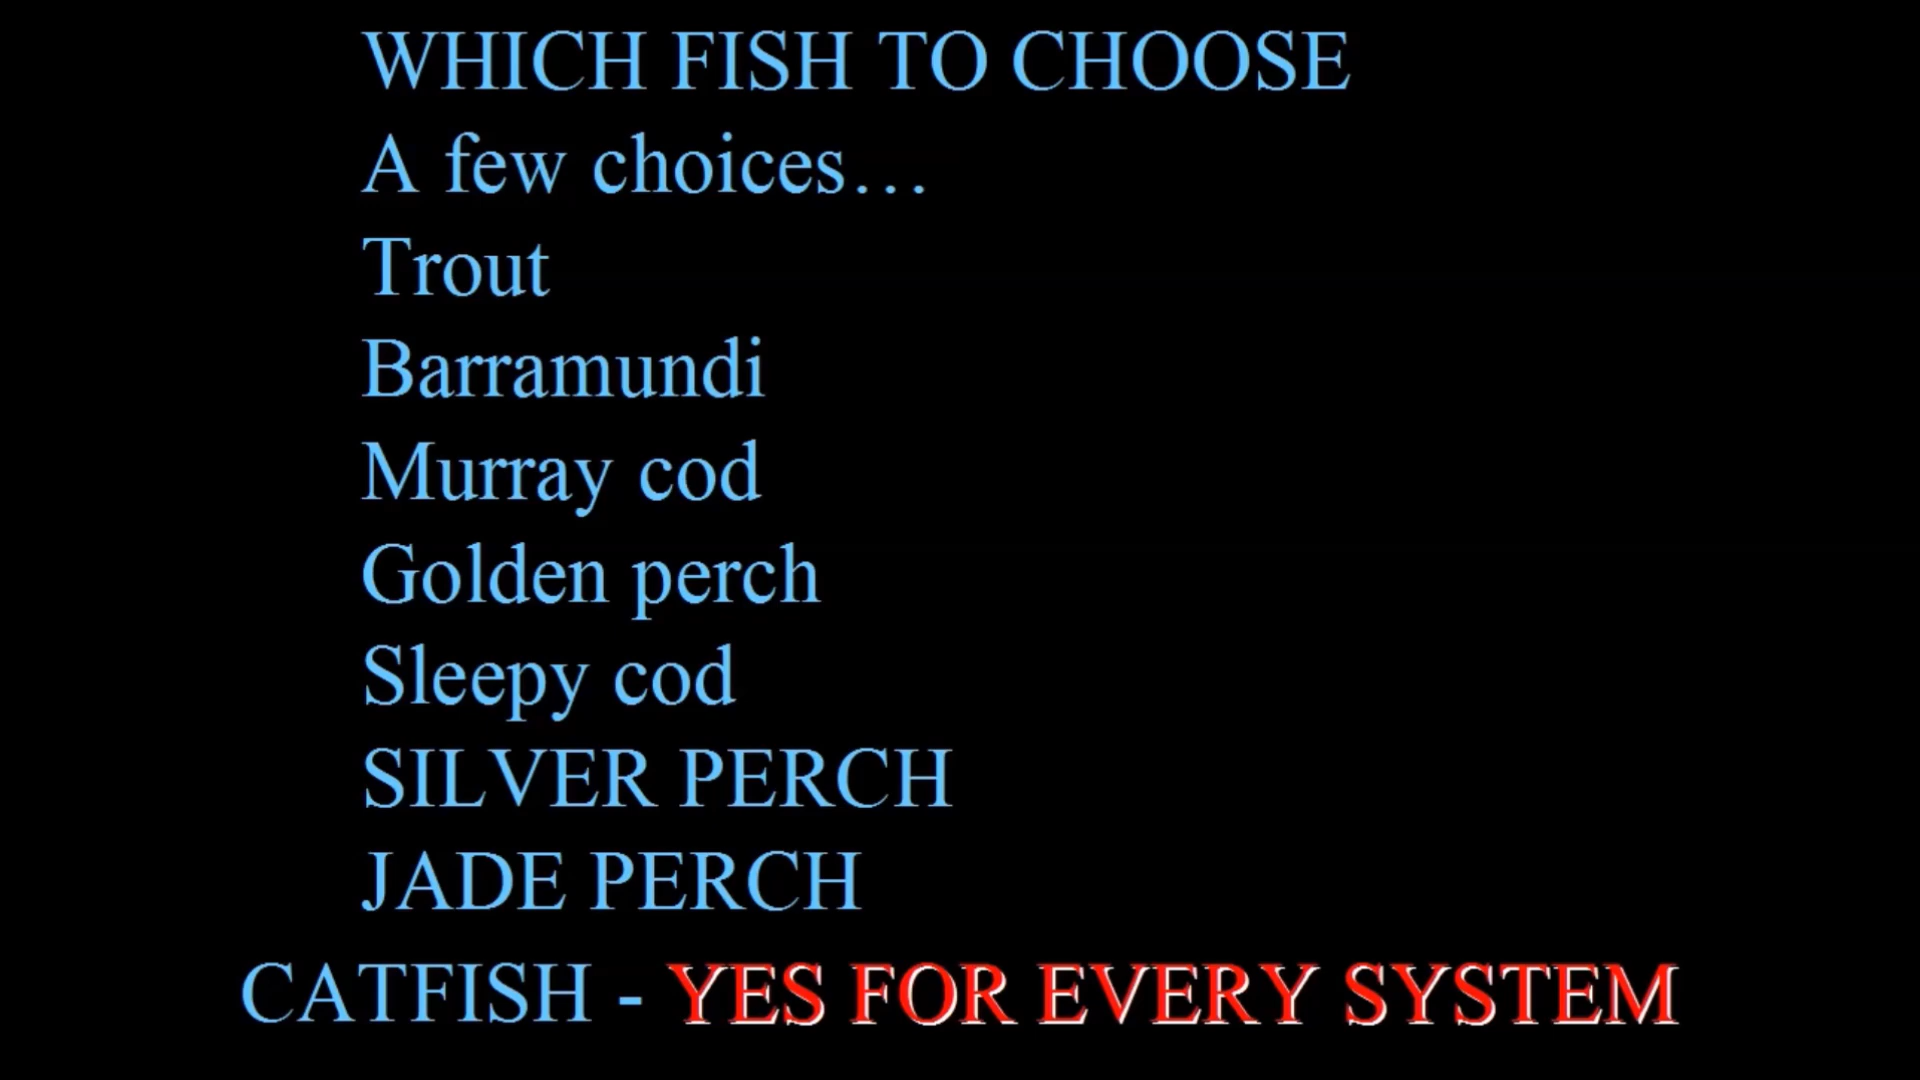 WHICH FISH TO CHOOSE
A few choices…
Trout
Barramundi
Murray cod
Golden perch
Sleepy cod
SILVER PERCH
JADE PERCH
CATFISH - YES FOR EVERY SYSTEM